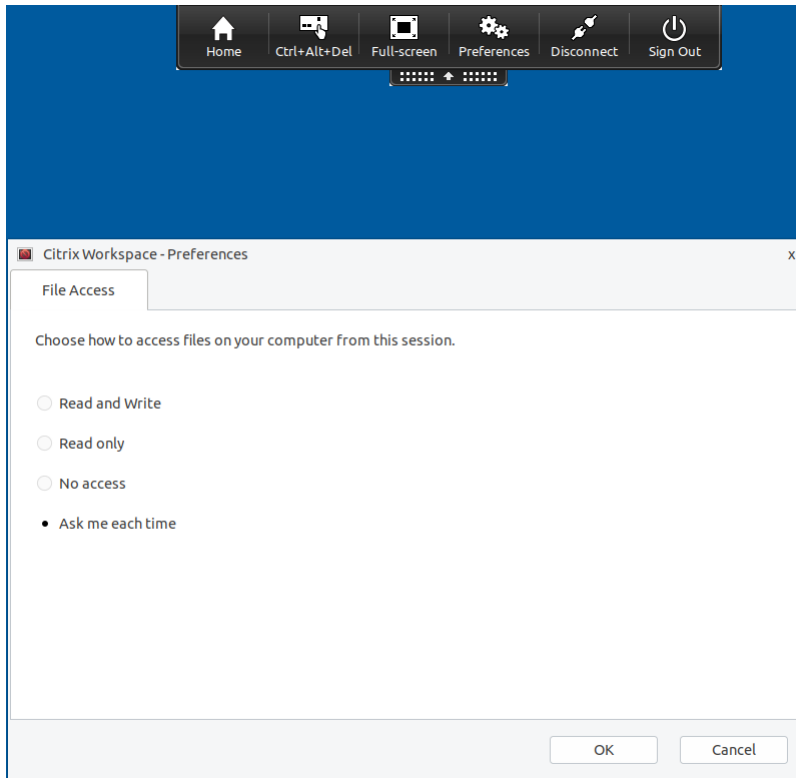 Home Ctrl+Alt+Del Full-screen Preferences Disconnect Sign Out
Citrix Workspace - Preferences x
File Access
Choose how to access files on your computer from this session.
Read and Write
Read only
No access
Ask me each time
OK Cancel